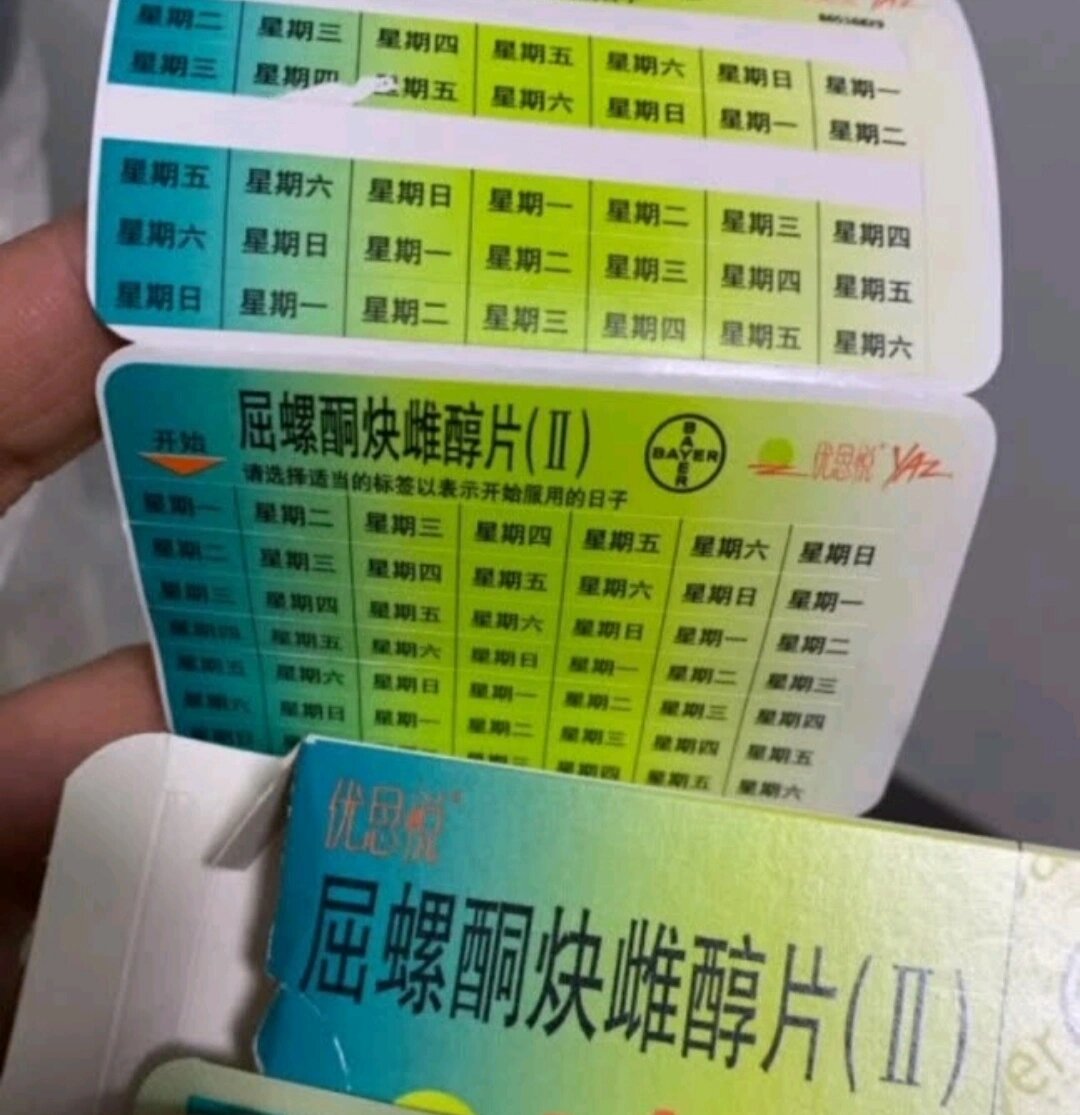 星期二 星期三 星期四 星期五 星期六 星期日 星期一
星期三 星期四 星期五 星期六 星期日 星期一 星期二
星期五 星期六 星期日 星期一 星期二 星期三 星期四
星期六 星期日 星期一 星期二 星期三 星期四 星期五
星期日 星期一 星期二 星期三 星期四 星期五 星期六
开始 屈螺酮炔雌醇片(Ⅱ) BAYER BAYER 优思悦 YAZ
请选择适当的标签以表示开始服用的日子
星期一 星期二 星期三 星期四 星期五 星期六 星期日
星期二 星期三 星期四 星期五 星期六 星期日 星期一
星期三 星期四 星期五 星期六 星期日 星期一 星期二
星期四 星期五 星期六 星期日 星期一 星期二 星期三
星期五 星期六 星期日 星期一 星期二 星期三 星期四
星期六 星期日 星期一 星期二 星期三 星期四 星期五
星期四 星期五 星期六
优思悦
屈螺酮炔雌醇片(Ⅱ)
er